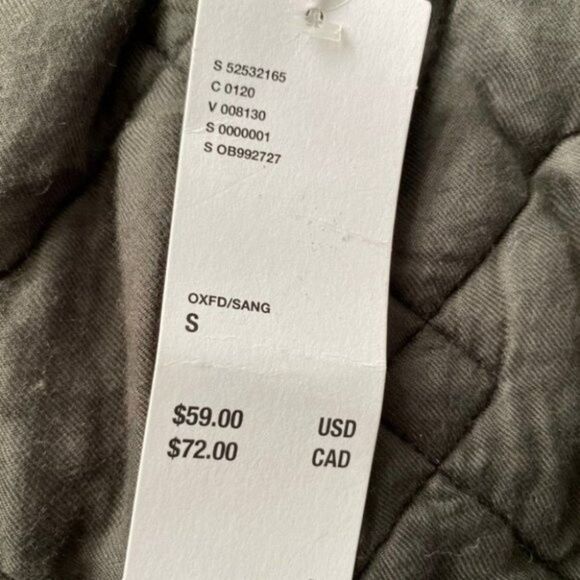 S 52532165
C 0120
V 008130
S 0000001
S OB992727
OXFD/SANG
S
$59.00 USD
$72.00 CAD